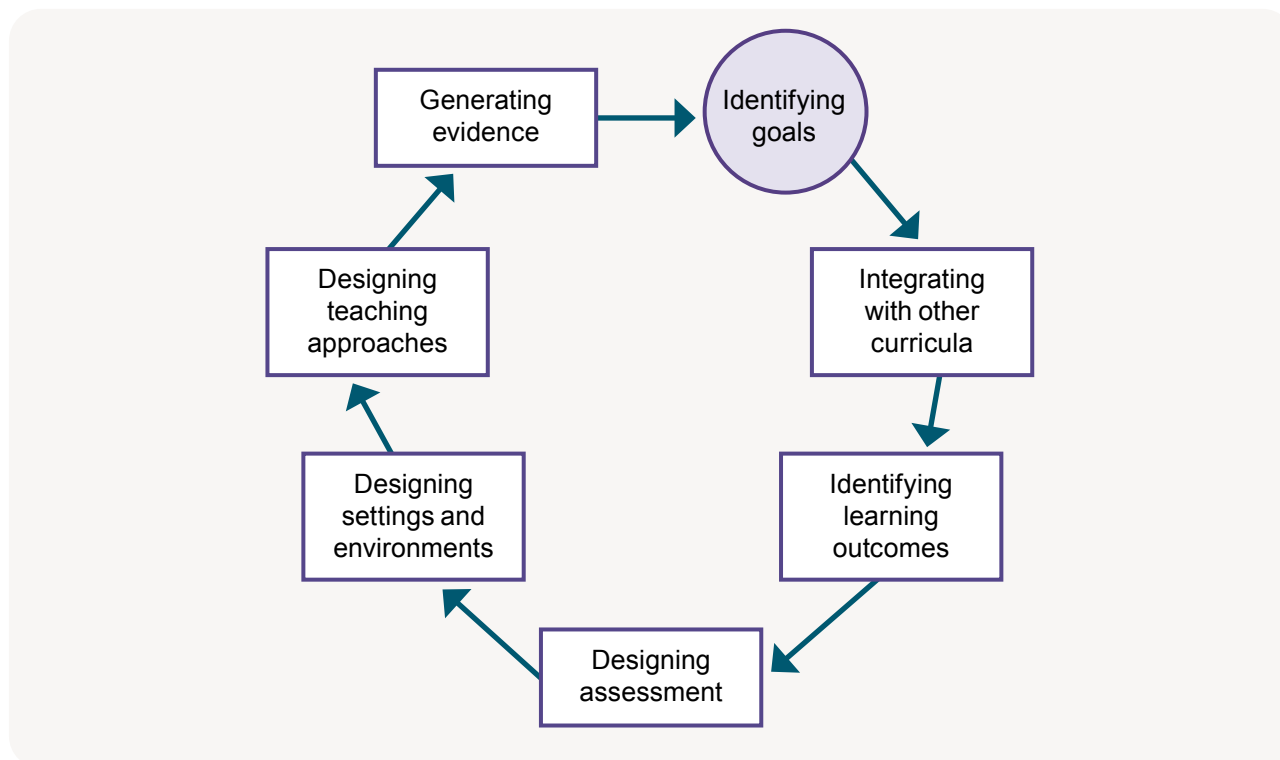 Generating
evidence
Identifying
goals
Integrating
with other
curricula
Identifying
learning
outcomes
Designing
assessment
Designing
settings and
environments
Designing
teaching
approaches